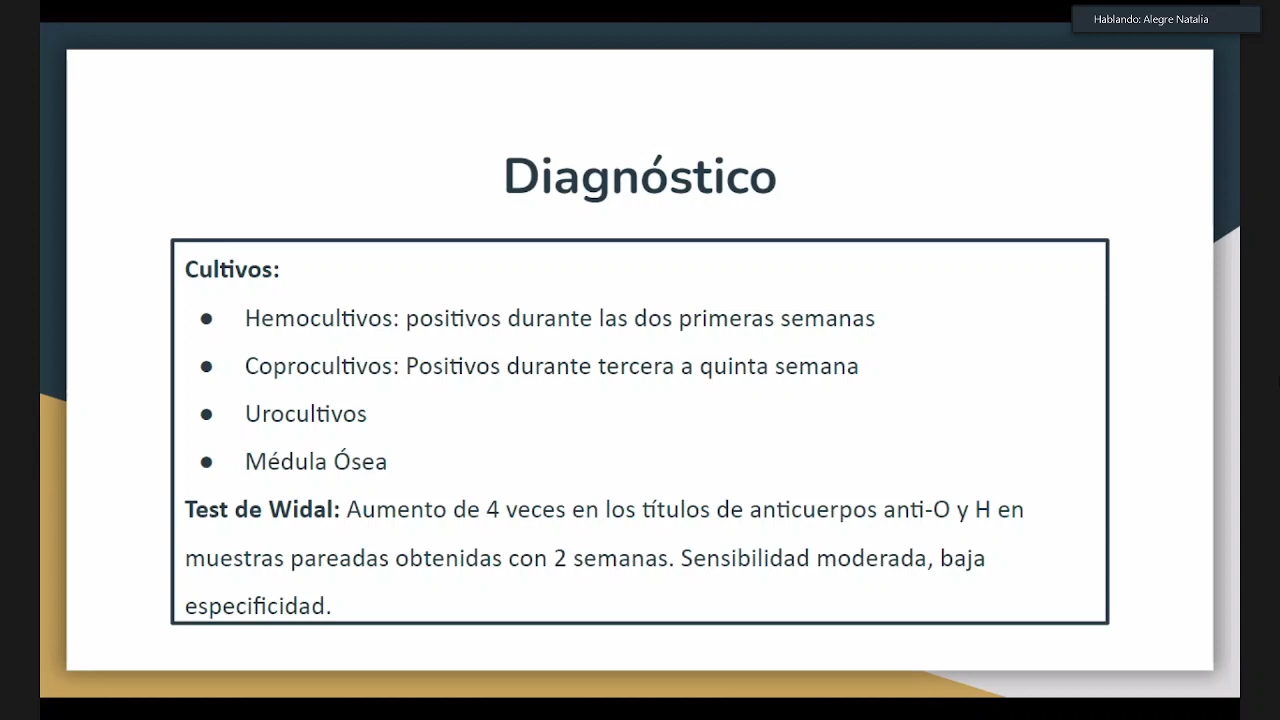 Hablando: Alegre Natalia
Diagnóstico
Cultivos:
● Hemocultivos: positivos durante las dos primeras semanas
● Coprocultivos: Positivos durante tercera a quinta semana
● Urocultivos
● Médula Ósea
Test de Widal: Aumento de 4 veces en los títulos de anticuerpos anti-O y H en
muestras pareadas obtenidas con 2 semanas. Sensibilidad moderada, baja
especificidad.